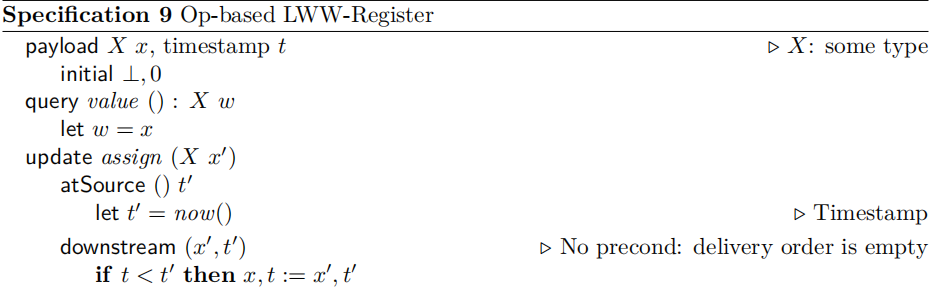 Specification 9 Op-based LWW-Register
payload X x, timestamp t ▷ X: some type
initial ⊥, 0
query value () : X w
let w = x
update assign (X x′)
atSource () t′
let t′ = now() ▷ Timestamp
downstream (x′, t′) ▷ No precond: delivery order is empty
if t < t′ then x, t := x′, t′